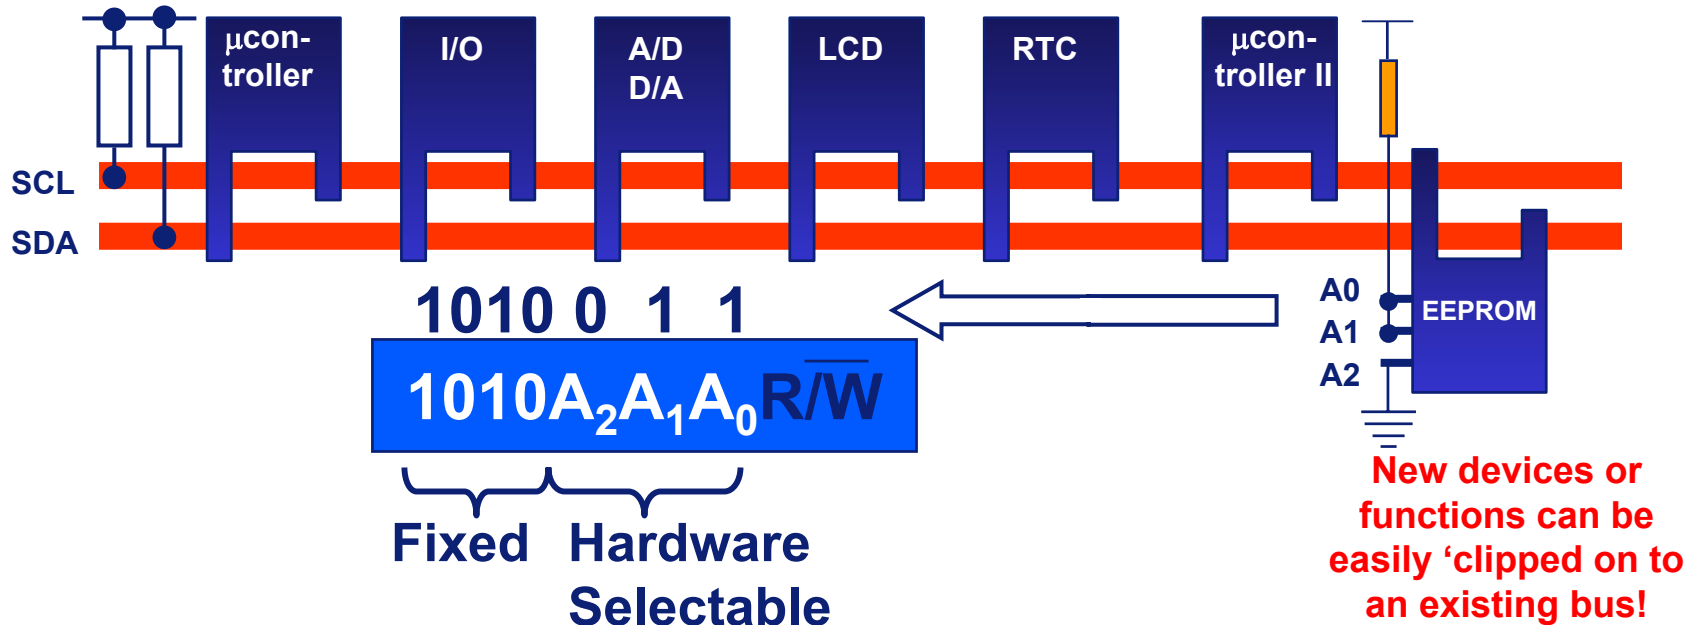 μcon-
troller
I/O
A/D
D/A
LCD
RTC
μcon-
troller II
SCL
SDA
1010 0 1 1
1010A₂A₁A₀R/W̅
Fixed
Hardware
Selectable
A0
A1
A2
EEPROM
New devices or
functions can be
easily ‘clipped on to
an existing bus!